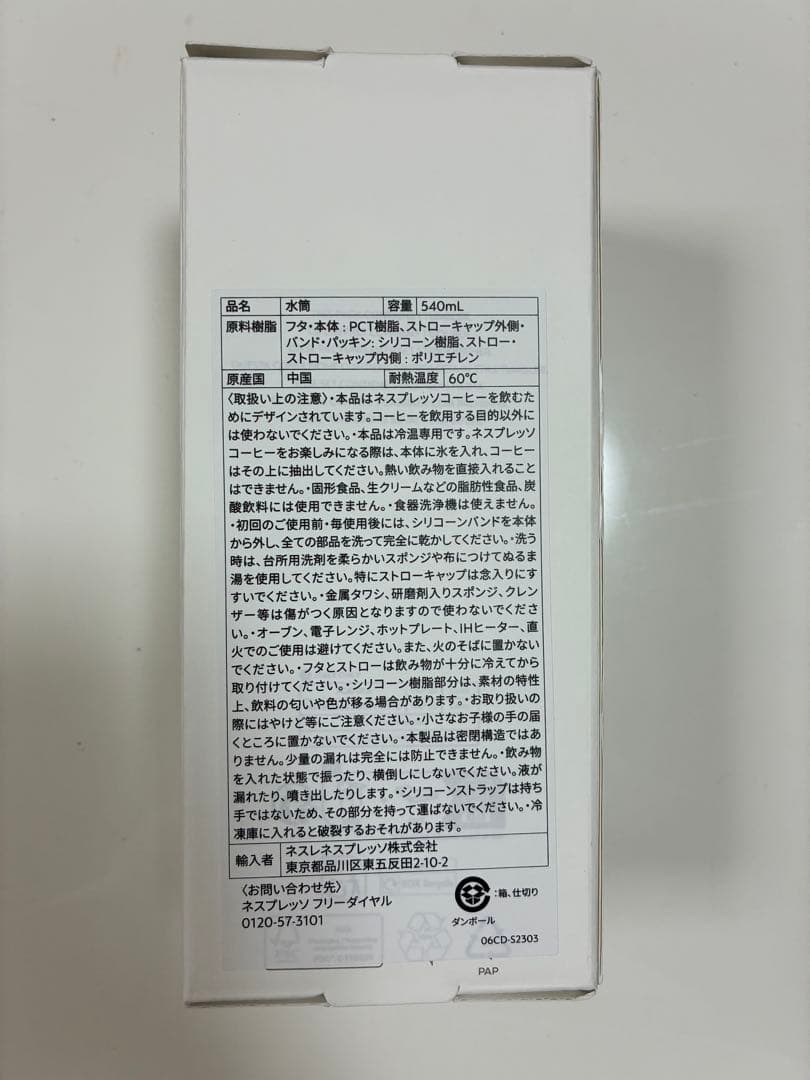 品名 水筒 容量 540mL
原料樹脂 フタ・本体：PCT樹脂、ストローキャップ外側・
バンド・パッキン：シリコーン樹脂、ストロー・
ストローキャップ内側：ポリエチレン
原産国 中国 耐熱温度 60℃
〈取扱い上の注意〉・本品はネスプレッソコーヒーを飲むた
めにデザインされています。コーヒーを飲用する目的以外に
は使わないでください。・本品は冷温専用です。ネスプレッソ
コーヒーをお楽しみになる際は、本体に氷を入れ、コーヒー
はその上に抽出してください。熱い飲み物を直接入れること
はできません。・固形食品、生クリームなどの脂肪性食品、炭
酸飲料には使用できません。・食器洗浄機は使えません。
・初回のご使用前・毎使用後には、シリコーンバンドを本体
から外し、全ての部品を洗って完全に乾かしてください。・洗う
時は、台所用洗剤を柔らかいスポンジや布につけてぬるま
湯を使用してください。特にストローキャップは念入りにす
すいでください。・金属タワシ、研磨剤入りスポンジ、クレン
ザー等は傷がつく原因となりますので使わないでくださ
い。・オーブン、電子レンジ、ホットプレート、IHヒーター、直
火でのご使用は避けてください。また、火のそばに置かない
でください。・フタとストローは飲み物が十分に冷えてから
取り付けてください。・シリコーン樹脂部分は、素材の特性
上、飲料の匂いや色が移る場合があります。・お取り扱いの
際にはやけど等にご注意ください。・小さなお子様の手の届
くところに置かないでください。・本製品は密閉構造ではあ
りません。少量の漏れは完全には防止できません。・飲み物
を入れた状態で振ったり、横倒しにしないでください。液が
漏れたり、噴き出したりします。・シリコーンストラップは持ち
手ではないため、その部分を持って運ばないでください。・冷
凍庫に入れると破裂するおそれがあります。
輸入者 ネスレネスプレッソ株式会社
東京都品川区東五反田2-10-2
〈お問い合わせ先〉
ネスプレッソ フリーダイヤル
0120-57-3101
：箱、仕切り
ダンボール
06CD-S2303
PAP